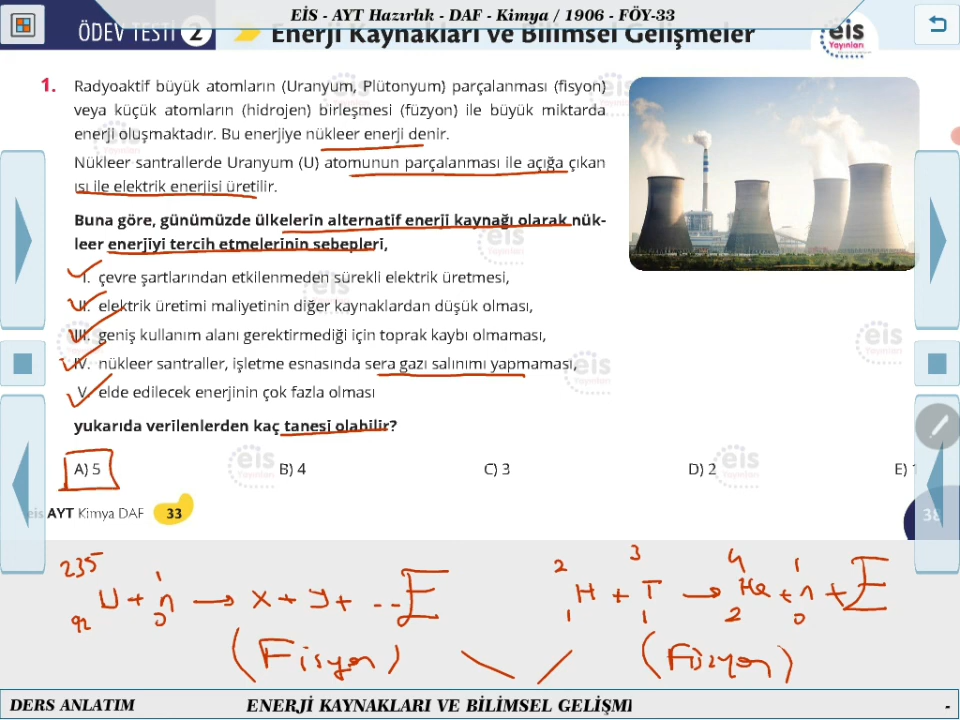 EİS - AYT Hazırlık - DAF - Kimya / 1906 - FÖY-33
ÖDEV TESTİ 2 Enerji Kaynakları ve Bilimsel Gelişmeler
eis
Yayınları
1. Radyoaktif büyük atomların (Uranyum, Plütonyum) parçalanması (fisyon)
veya küçük atomların (hidrojen) birleşmesi (füzyon) ile büyük miktarda
enerji oluşmaktadır. Bu enerjiye nükleer enerji denir.
Nükleer santrallerde Uranyum (U) atomunun parçalanması ile açığa çıkan
ısı ile elektrik enerjisi üretilir.
Buna göre, günümüzde ülkelerin alternatif enerji kaynağı olarak nük-
leer enerjiyi tercih etmelerinin sebepleri,
I. çevre şartlarından etkilenmeden sürekli elektrik üretmesi,
II. elektrik üretimi maliyetinin diğer kaynaklardan düşük olması,
III. geniş kullanım alanı gerektirmediği için toprak kaybı olmaması,
IV. nükleer santraller, işletme esnasında sera gazı salınımı yapmaması,
V. elde edilecek enerjinin çok fazla olması
yukarıda verilenlerden kaç tanesi olabilir?
A) 5 B) 4 C) 3 D) 2 E) 1
eis AYT Kimya DAF 33 38
235 1 2 3 4 1
U + n → x + y + --E H + T → He + n + E
92 0 1 1 2 0
(Fisyon) (Füzyon)
DERS ANLATIM ENERJİ KAYNAKLARI VE BİLİMSEL GELİŞMİ -